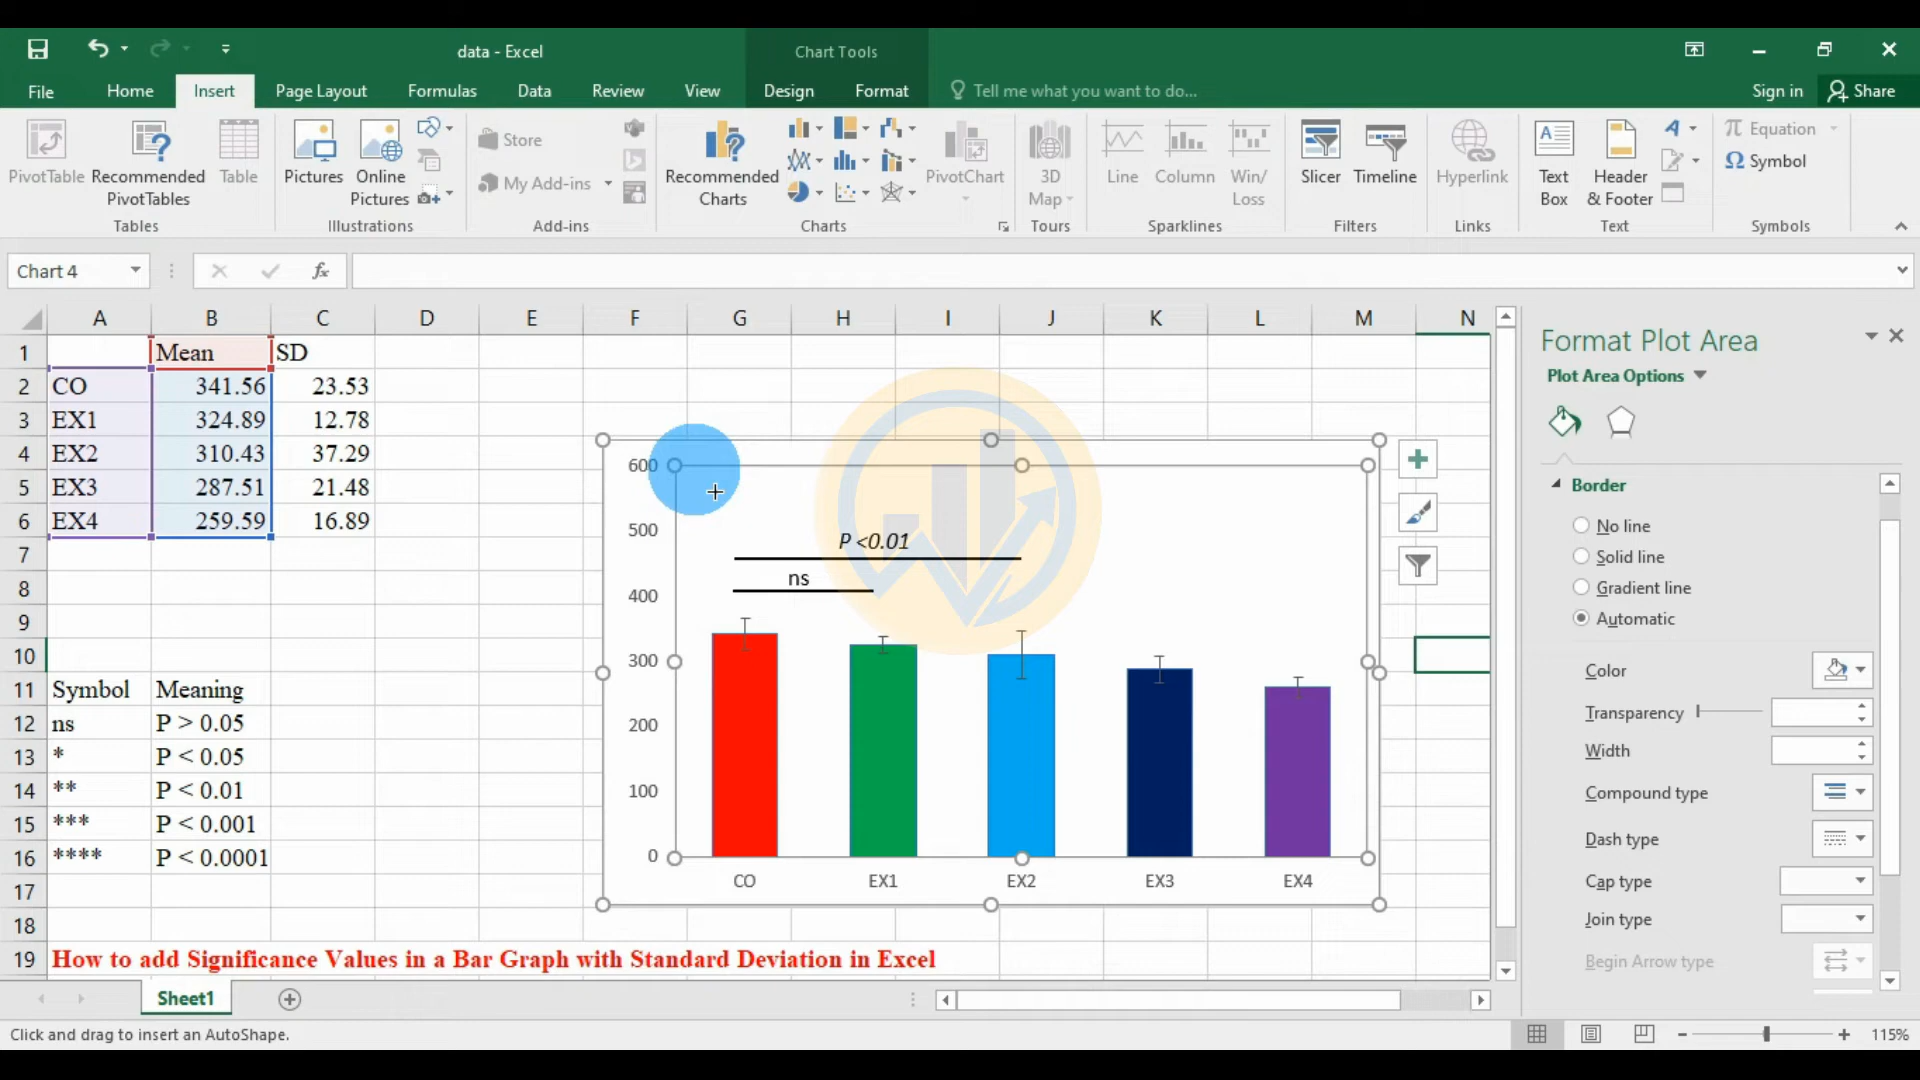 data - Excel
Chart Tools
File Home Insert Page Layout Formulas Data Review View Design Format Tell me what you want to do... Sign in Share
PivotTable Recommended PivotTables Table
Tables
Pictures Online Pictures
Illustrations
Store
My Add-ins
Add-ins
Recommended Charts
PivotChart
Charts
3D Map
Tours
Line Column Win/ Loss
Sparklines
Slicer Timeline
Filters
Hyperlink
Links
Text Box Header & Footer
Text
Equation
Symbol
Symbols
Chart 4
fx
A B C D E F G H I J K L M N
1 Mean SD
2 CO 341.56 23.53
3 EX1 324.89 12.78
4 EX2 310.43 37.29
5 EX3 287.51 21.48
6 EX4 259.59 16.89
7
8
9
10
11 Symbol Meaning
12 ns P > 0.05
13 * P < 0.05
14 ** P < 0.01
15 *** P < 0.001
16 **** P < 0.0001
17
18
19 How to add Significance Values in a Bar Graph with Standard Deviation in Excel
600
500
400
300
200
100
0
P <0.01
ns
CO EX1 EX2 EX3 EX4
Format Plot Area
Plot Area Options
Border
No line
Solid line
Gradient line
Automatic
Color
Transparency
Width
Compound type
Dash type
Cap type
Join type
Begin Arrow type
Sheet1
Click and drag to insert an AutoShape.
115%